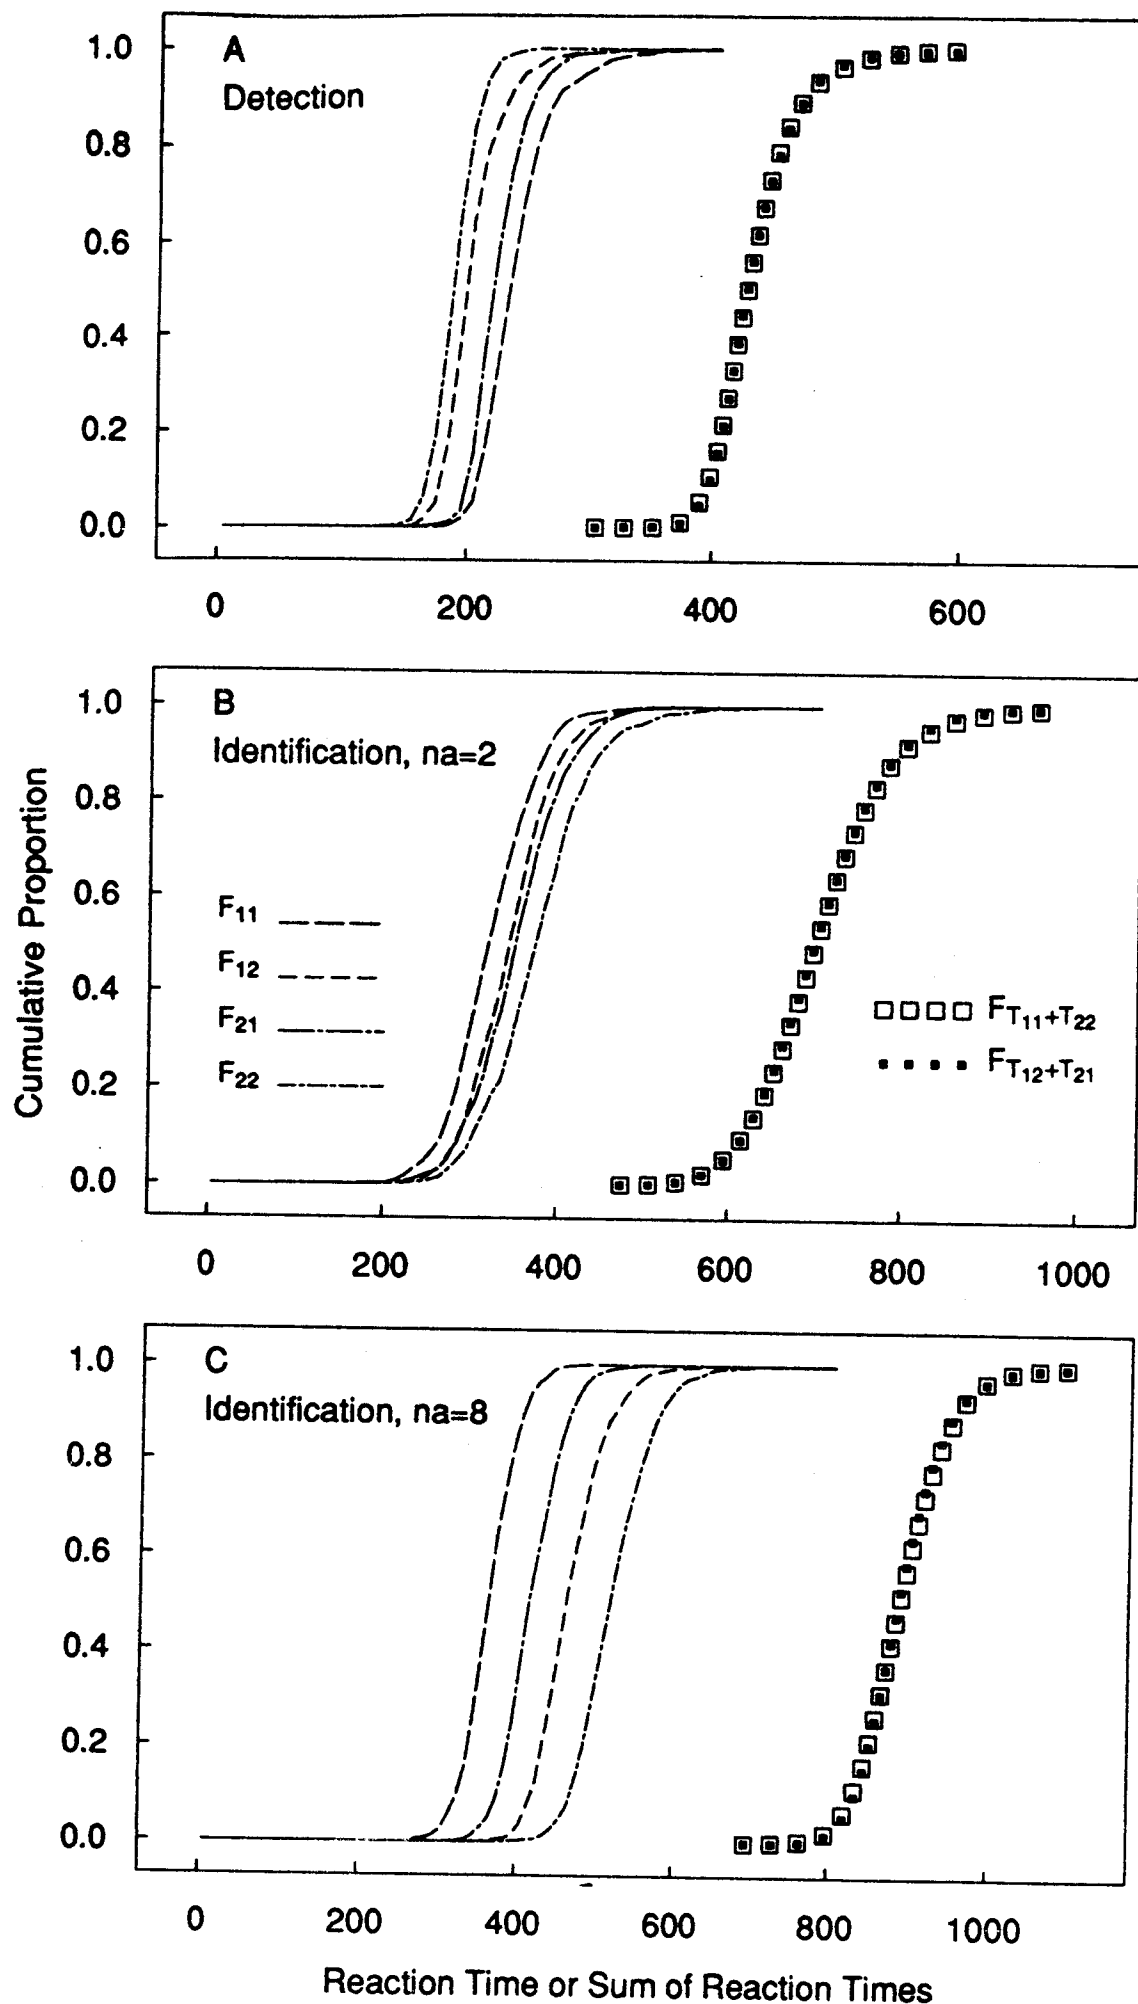 A
Detection
1.0
0.8
0.6
0.4
0.2
0.0
0 200 400 600
B
Identification, na=2
1.0
0.8
0.6
0.4
0.2
0.0
F11
F12
F21
F22
FT11+T22
FT12+T21
0 200 400 600 800 1000
Cumulative Proportion
C
Identification, na=8
1.0
0.8
0.6
0.4
0.2
0.0
0 200 400 600 800 1000
Reaction Time or Sum of Reaction Times